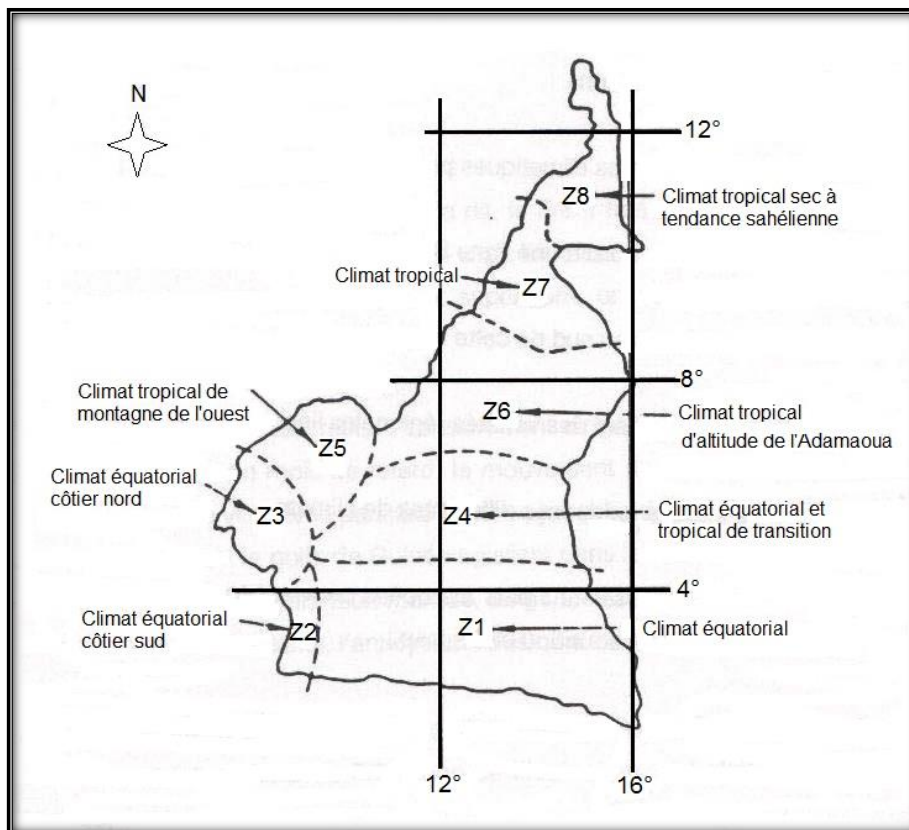 N
12°
Z8
Climat tropical sec à
tendance sahélienne
Climat tropical
Z7
8°
Climat tropical de
montagne de l'ouest
Z6
Climat tropical
d'altitude de l'Adamaoua
Z5
Climat équatorial
côtier nord
Z3
Z4
Climat équatorial et
tropical de transition
4°
Climat équatorial
côtier sud
Z2
Z1
Climat équatorial
12°
16°